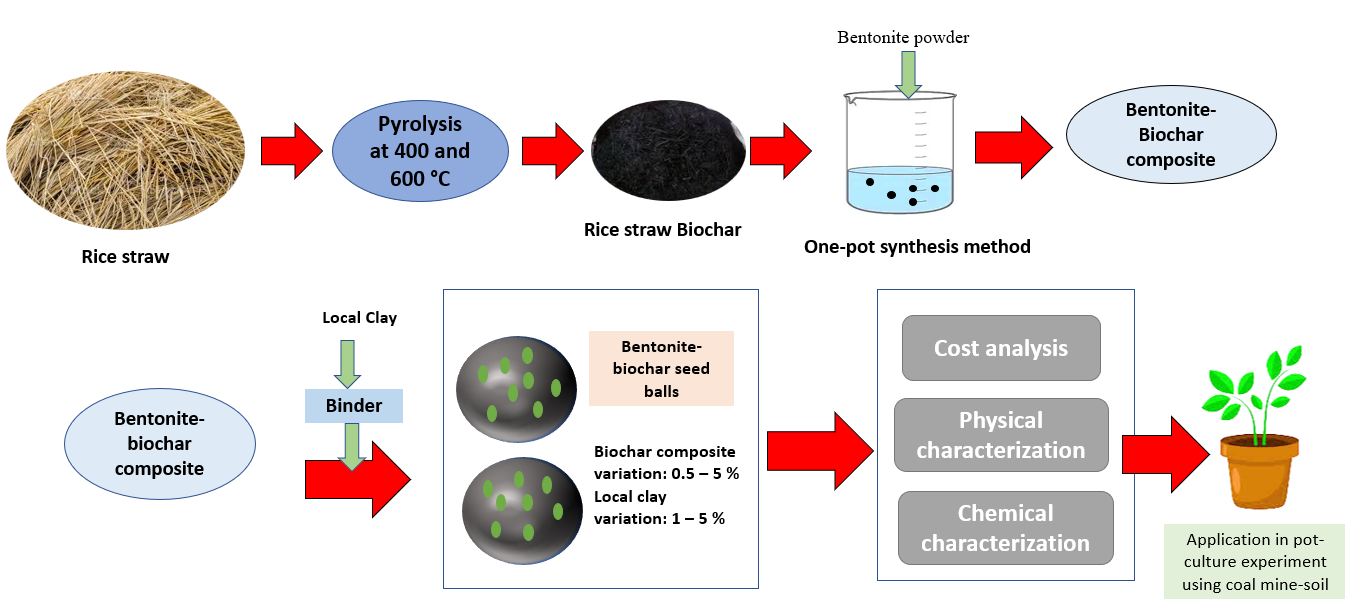 Bentonite powder
Pyrolysis
at 400 and
600 °C
Bentonite-
Biochar
composite
Rice straw
Rice straw Biochar
One-pot synthesis method
Local Clay
Binder
Bentonite-
biochar
composite
Bentonite-
biochar seed
balls
Biochar composite
variation: 0.5 – 5 %
Local clay
variation: 1 – 5 %
Cost analysis
Physical
characterization
Chemical
characterization
Application in pot-
culture experiment
using coal mine-soil